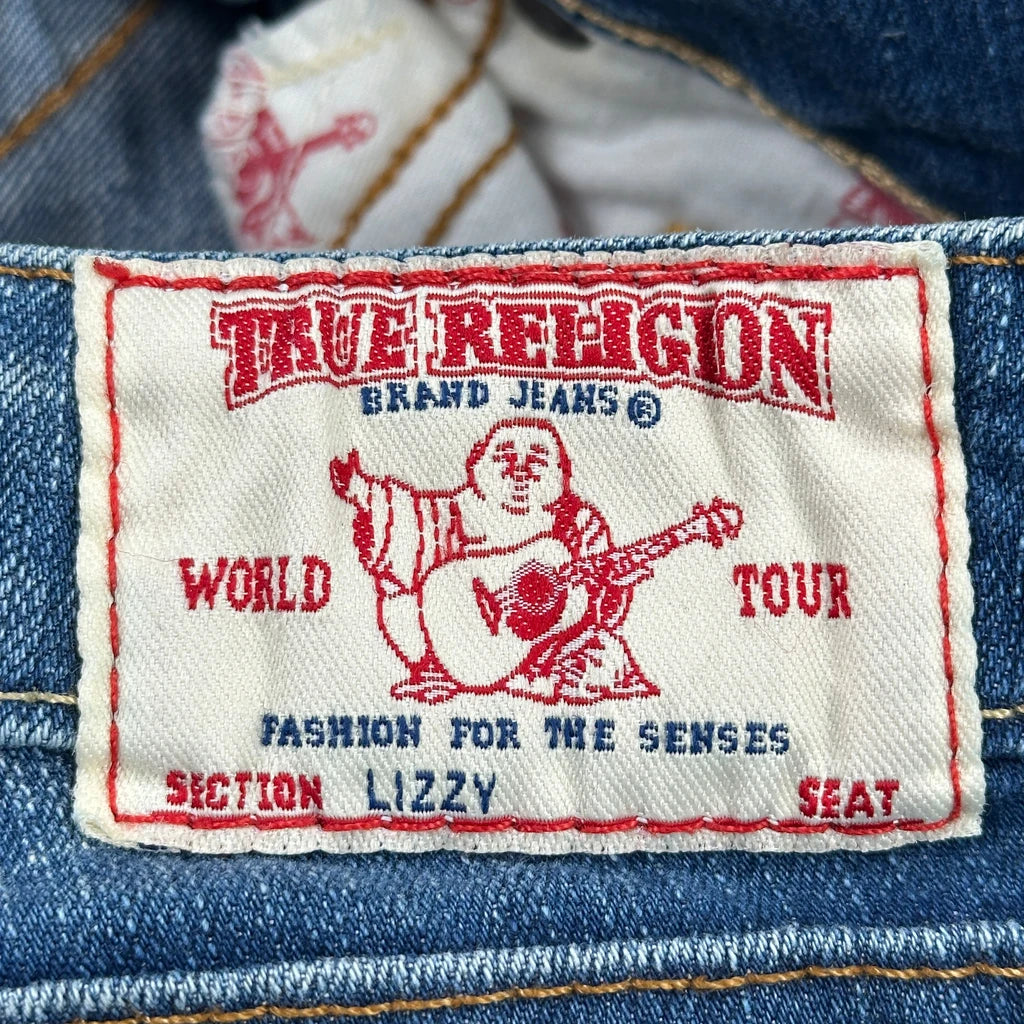 TRUE RELIGION
BRAND JEANS®
WORLD TOUR
FASHION FOR THE SENSES
SECTION LIZZY SEAT